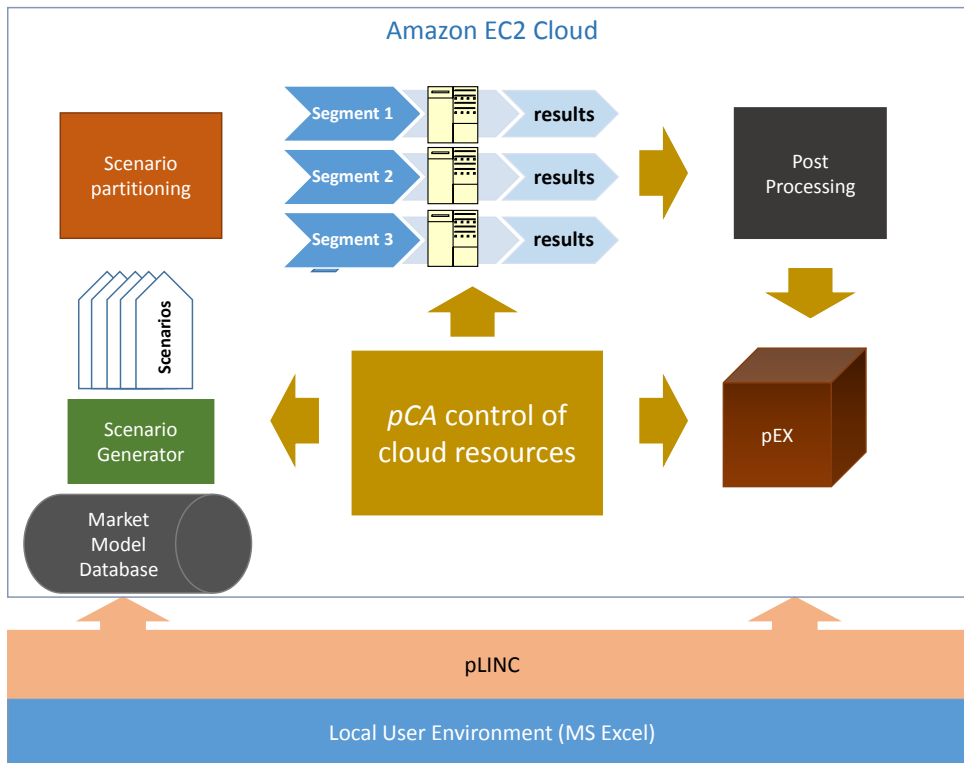 Amazon EC2 Cloud
Scenario
partitioning
Segment 1
results
Segment 2
results
Segment 3
results
Post
Processing
Scenarios
Scenario
Generator
pCA control of
cloud resources
pEX
Market
Model
Database
pLINC
Local User Environment (MS Excel)